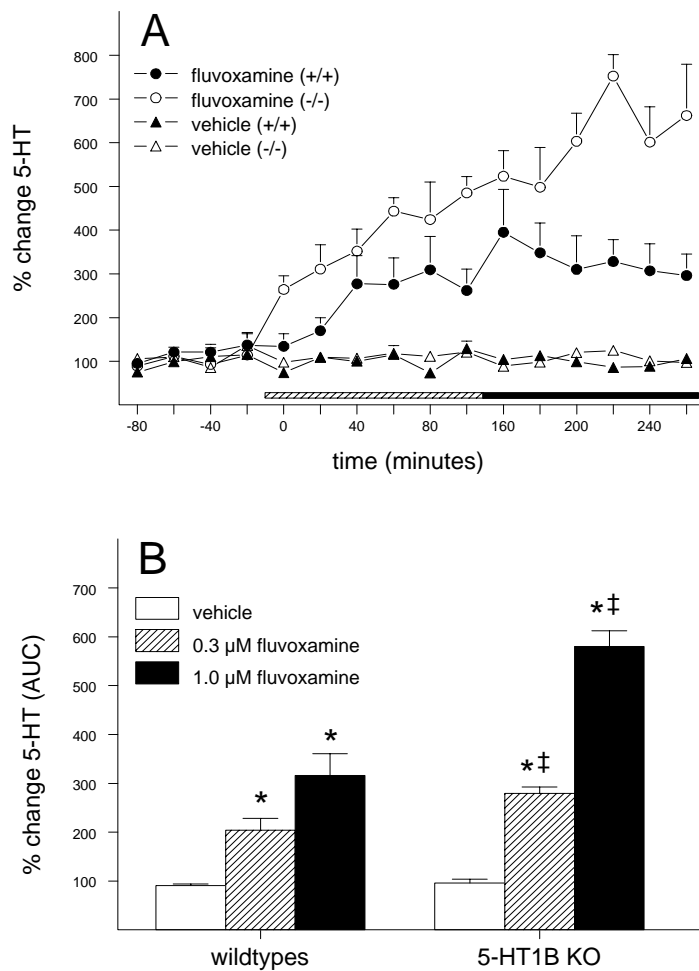 A
800
700
600
500
400
300
200
100
% change 5-HT
fluvoxamine (+/+)
fluvoxamine (-/-)
vehicle (+/+)
vehicle (-/-)
-80 -40 0 40 80 120 160 200 240
time (minutes)
B
700
600
500
400
300
200
100
% change 5-HT (AUC)
vehicle
0.3 µM fluvoxamine
1.0 µM fluvoxamine
*
*
*‡
*‡
wildtypes 5-HT1B KO